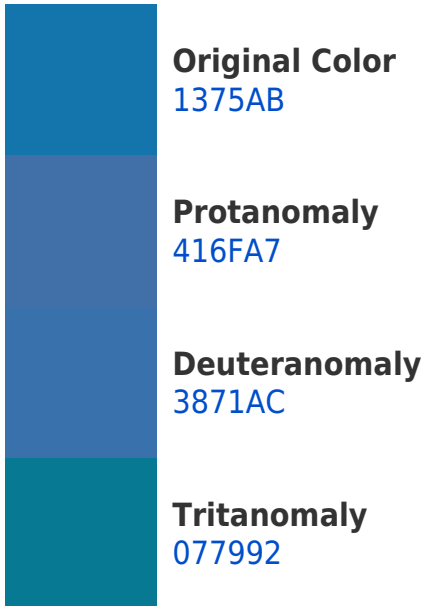 Original Color
1375AB
Protanomaly
416FA7
Deuteranomaly
3871AC
Tritanomaly
077992